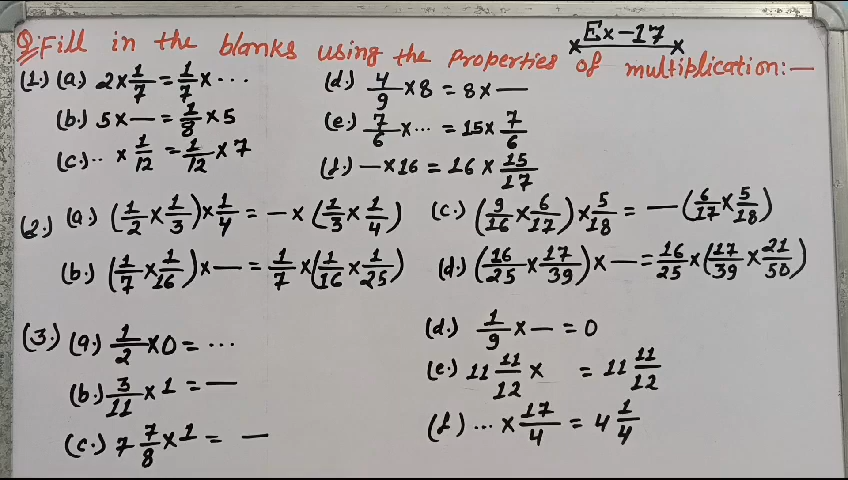 Ex-17
Q:Fill in the blanks using the properties of multiplication:—
(1.) (a.) 2×1/7 = 1/7 × ...
(b.) 5 × — = 1/8 × 5
(c.) .. × 1/12 = 1/12 × 7
(d.) 4/9 × 8 = 8 × —
(e.) 7/6 × ... = 15 × 7/6
(f.) — × 16 = 16 × 15/17
(2.) (a.) (1/2 × 1/3) × 1/4 = — × (1/3 × 1/4)
(b.) (1/7 × 1/16) × — = 1/7 × (1/16 × 1/25)
(c.) (9/16 × 6/17) × 5/18 = — (6/17 × 5/18)
(d.) (16/25 × 17/39) × — = 16/25 × (17/39 × 21/50)
(3.) (a.) 1/2 × 0 = ...
(b.) 3/11 × 1 = —
(c.) 7 7/8 × 1 = —
(d.) 1/9 × — = 0
(e.) 11 11/12 × = 11 11/12
(f) ... × 17/4 = 4 1/4